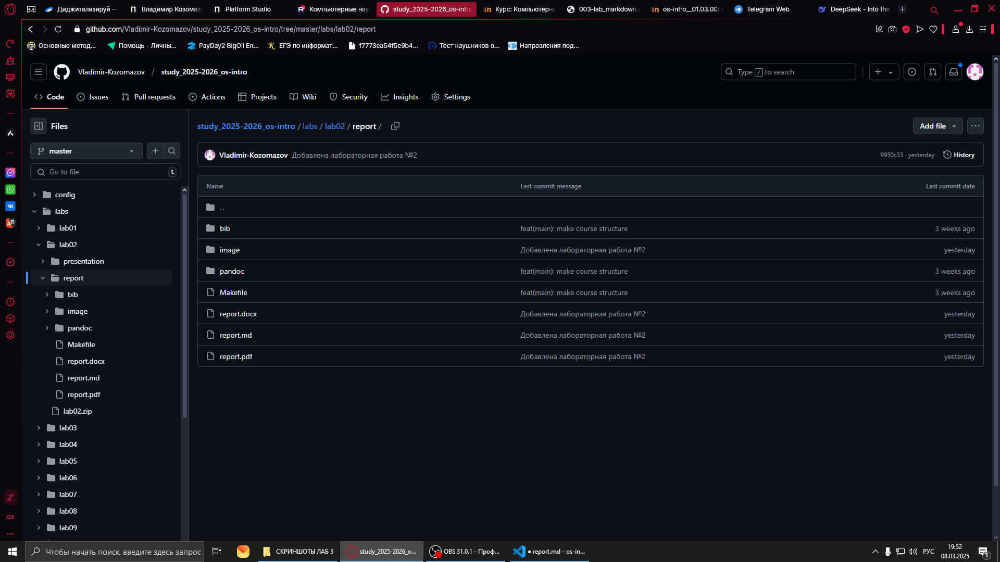 Диджитализируй —
Владимир Козомаз
Platform Studio
Компьютерные нау
study_2025-2026_os-intro
Курс: Компьютерн
003-lab_markdown.
os-intro__01.03.00:
Telegram Web
DeepSeek - Into the
github.com/Vladimir-Kozomazov/study_2025-2026_os-intro/tree/master/labs/lab02/report
Основные метод...
Помощь - Личны...
PayDay2 BigOil En...
ЕГЭ по информат...
f7773ea54f5e9b4...
Тест наушников о...
Направления под...
Vladimir-Kozomazov / study_2025-2026_os-intro
Type / to search
Code
Issues
Pull requests
Actions
Projects
Wiki
Security
Insights
Settings
Files
master
Go to file
t
config
labs
lab01
lab02
presentation
report
bib
image
pandoc
Makefile
report.docx
report.md
report.pdf
lab02.zip
lab03
lab04
lab05
lab06
lab07
lab08
lab09
study_2025-2026_os-intro / labs / lab02 / report /
Add file
Vladimir-Kozomazov Добавлена лабораторная работа №2
9950c33 · yesterday
History
Name Last commit message Last commit date
..
bib feat(main): make course structure 3 weeks ago
image Добавлена лабораторная работа №2 yesterday
pandoc feat(main): make course structure 3 weeks ago
Makefile feat(main): make course structure 3 weeks ago
report.docx Добавлена лабораторная работа №2 yesterday
report.md Добавлена лабораторная работа №2 yesterday
report.pdf Добавлена лабораторная работа №2 yesterday
GX
Чтобы начать поиск, введите здесь запрос
СКРИНШОТЫ ЛАБ 3
study_2025-2026_o...
OBS 31.0.1 - Проф...
● report.md - os-in...
РУС
19:52
08.03.2025
1